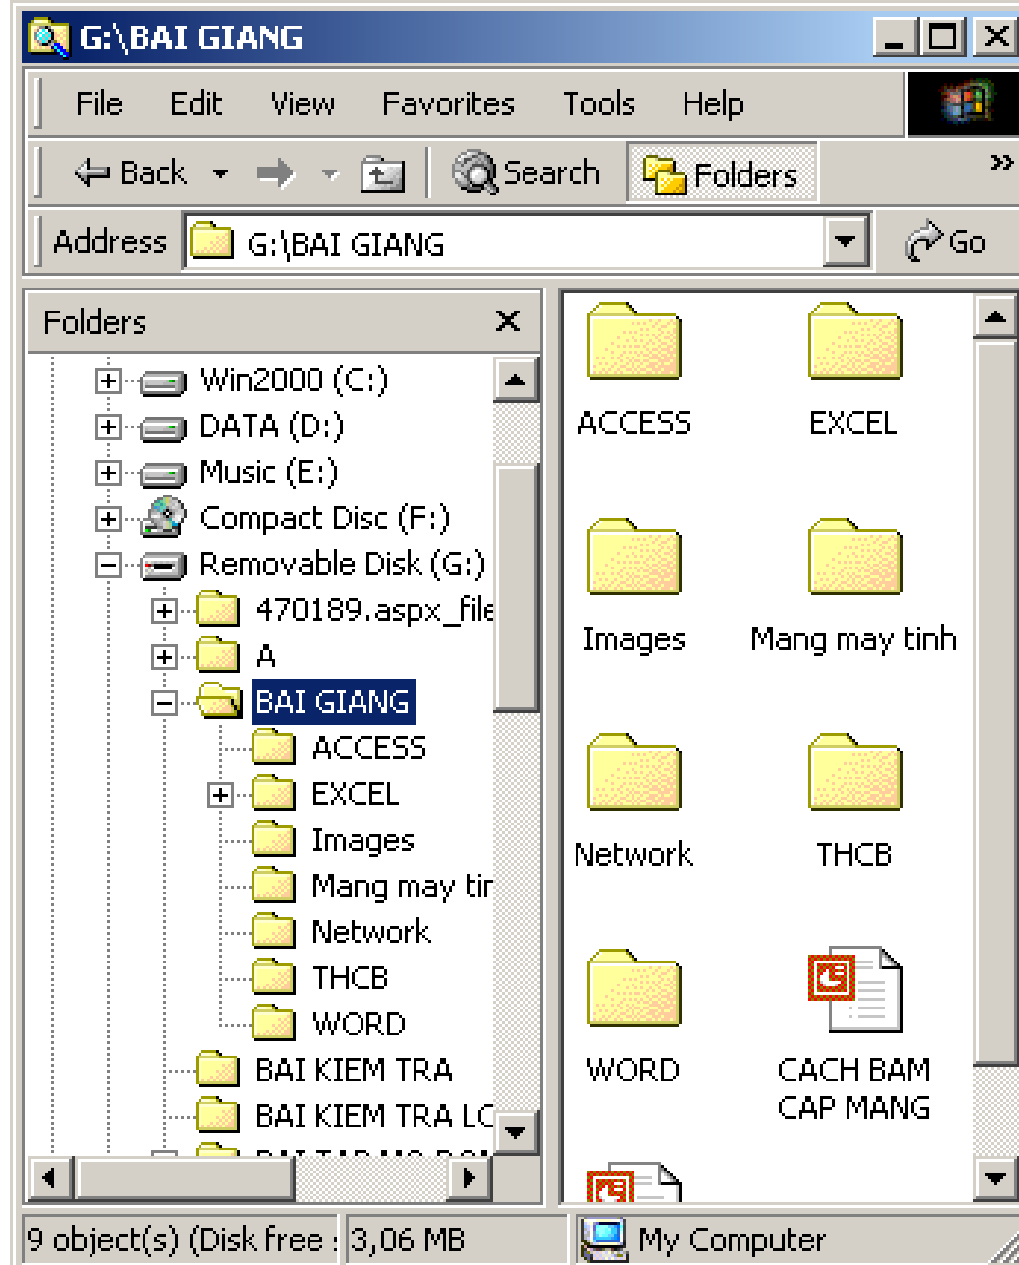 G:\BAI GIANG
File Edit View Favorites Tools Help
Back Search Folders »
Address G:\BAI GIANG Go
Folders
Win2000 (C:)
DATA (D:)
Music (E:)
Compact Disc (F:)
Removable Disk (G:)
470189.aspx_file
A
BAI GIANG
ACCESS
EXCEL
Images
Mang may tin
Network
THCB
WORD
BAI KIEM TRA
BAI KIEM TRA LO
ACCESS
EXCEL
Images
Mang may tinh
Network
THCB
WORD
CACH BAM
CAP MANG
9 object(s) (Disk free 3,06 MB My Computer